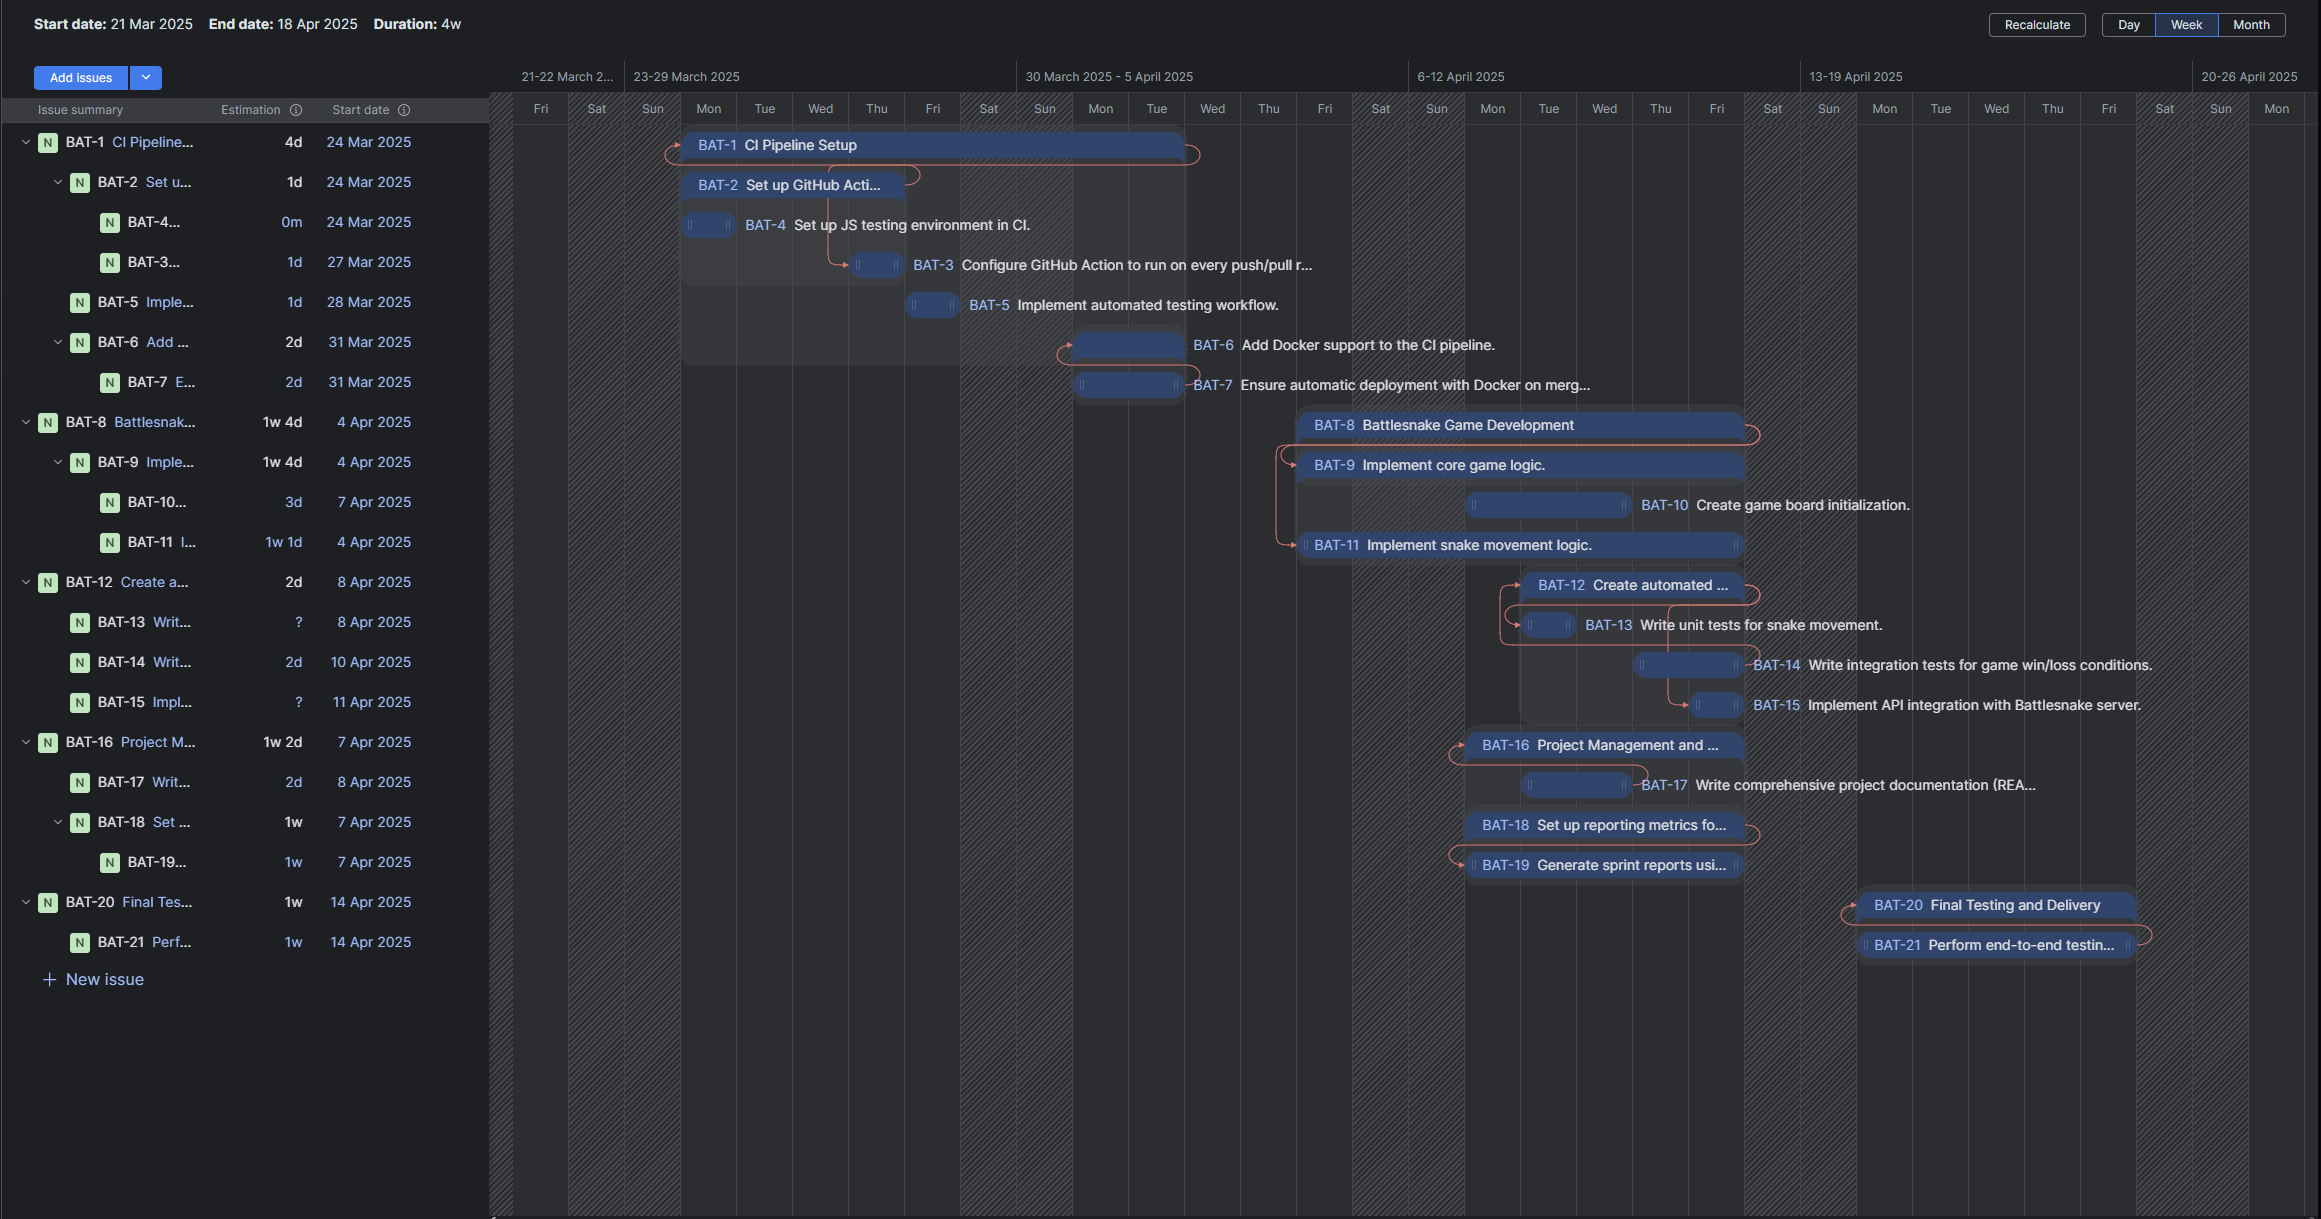 Start date: 21 Mar 2025 End date: 18 Apr 2025 Duration: 4w
Recalculate Day Week Month
Add issues
21-22 March 2... 23-29 March 2025 30 March 2025 - 5 April 2025 6-12 April 2025 13-19 April 2025 20-26 April 2025
Issue summary Estimation Start date
Fri Sat Sun Mon Tue Wed Thu Fri Sat Sun Mon Tue Wed Thu Fri Sat Sun Mon Tue Wed Thu Fri Sat Sun Mon Tue Wed Thu Fri Sat Sun Mon
N BAT-1 CI Pipeline... 4d 24 Mar 2025 BAT-1 CI Pipeline Setup
N BAT-2 Set u... 1d 24 Mar 2025 BAT-2 Set up GitHub Acti...
N BAT-4... 0m 24 Mar 2025 BAT-4 Set up JS testing environment in CI.
N BAT-3... 1d 27 Mar 2025 BAT-3 Configure GitHub Action to run on every push/pull r...
N BAT-5 Imple... 1d 28 Mar 2025 BAT-5 Implement automated testing workflow.
N BAT-6 Add ... 2d 31 Mar 2025 BAT-6 Add Docker support to the CI pipeline.
N BAT-7 E... 2d 31 Mar 2025 BAT-7 Ensure automatic deployment with Docker on merg...
N BAT-8 Battlesnak... 1w 4d 4 Apr 2025 BAT-8 Battlesnake Game Development
N BAT-9 Imple... 1w 4d 4 Apr 2025 BAT-9 Implement core game logic.
N BAT-10... 3d 7 Apr 2025 BAT-10 Create game board initialization.
N BAT-11 I... 1w 1d 4 Apr 2025 BAT-11 Implement snake movement logic.
N BAT-12 Create a... 2d 8 Apr 2025 BAT-12 Create automated ...
N BAT-13 Writ... ? 8 Apr 2025 BAT-13 Write unit tests for snake movement.
N BAT-14 Writ... 2d 10 Apr 2025 BAT-14 Write integration tests for game win/loss conditions.
N BAT-15 Impl... ? 11 Apr 2025 BAT-15 Implement API integration with Battlesnake server.
N BAT-16 Project M... 1w 2d 7 Apr 2025 BAT-16 Project Management and ...
N BAT-17 Writ... 2d 8 Apr 2025 BAT-17 Write comprehensive project documentation (REA...
N BAT-18 Set ... 1w 7 Apr 2025 BAT-18 Set up reporting metrics fo...
N BAT-19... 1w 7 Apr 2025 BAT-19 Generate sprint reports usi...
N BAT-20 Final Tes... 1w 14 Apr 2025 BAT-20 Final Testing and Delivery
N BAT-21 Perf... 1w 14 Apr 2025 BAT-21 Perform end-to-end testin...
+ New issue